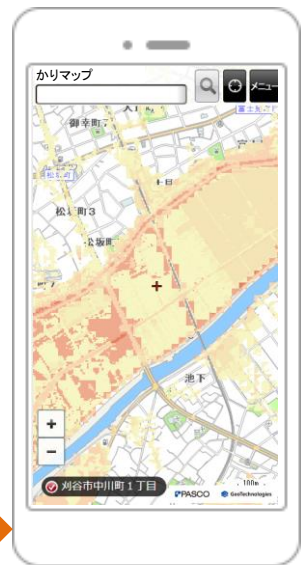 かりマップ
メニュー
御幸町7
松坂町3
池下
+
−
100m
刈谷市中川町1丁目
PASCO
GeoTechnologies